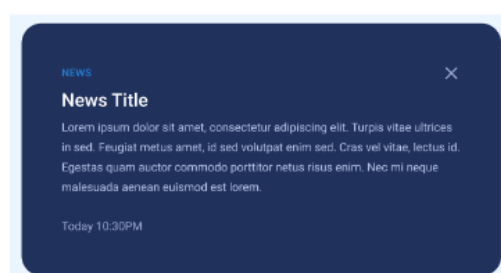 NEWS
News Title
Lorem ipsum dolor sit amet, consectetur adipiscing elit. Turpis vitae ultrices
in sed. Feugiat metus amet, id sed volutpat enim sed. Cras vel vitae, lectus id.
Egestas quam auctor commodo porttitor netus risus enim. Nec mi neque
malesuada aenean euismod est lorem.
Today 10:30PM